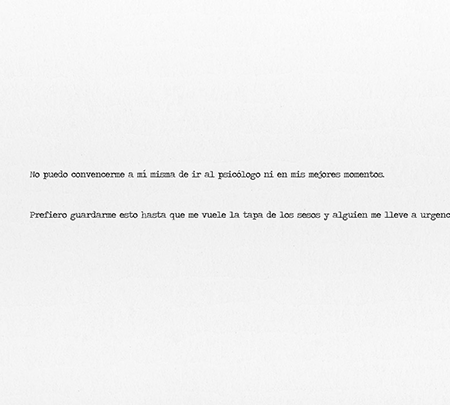 No puedo convencerme a mí misma de ir al psicólogo ni en mis mejores momentos.
Prefiero guardarme esto hasta que me vuele la tapa de los sesos y alguien me lleve a urgenc